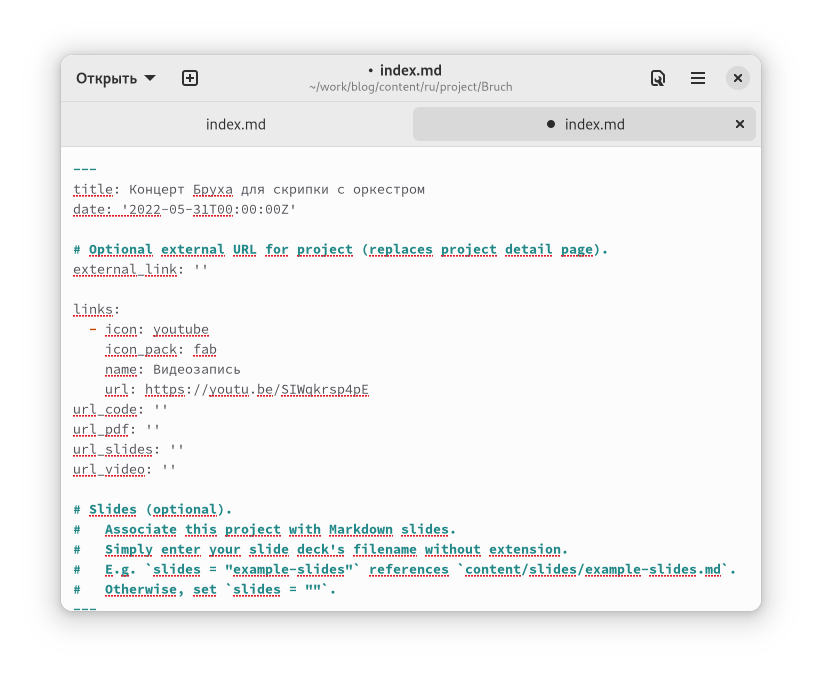 Открыть
• index.md
~/work/blog/content/ru/project/Bruch
index.md
● index.md
---
title: Концерт Бруха для скрипки с оркестром
date: '2022-05-31T00:00:00Z'
# Optional external URL for project (replaces project detail page).
external_link: ''
links:
  - icon: youtube
    icon_pack: fab
    name: Видеозапись
    url: https://youtu.be/SIWqkrsp4pE
url_code: ''
url_pdf: ''
url_slides: ''
url_video: ''
# Slides (optional).
#   Associate this project with Markdown slides.
#   Simply enter your slide deck's filename without extension.
#   E.g. `slides = "example-slides"` references `content/slides/example-slides.md`.
#   Otherwise, set `slides = ""`.
---